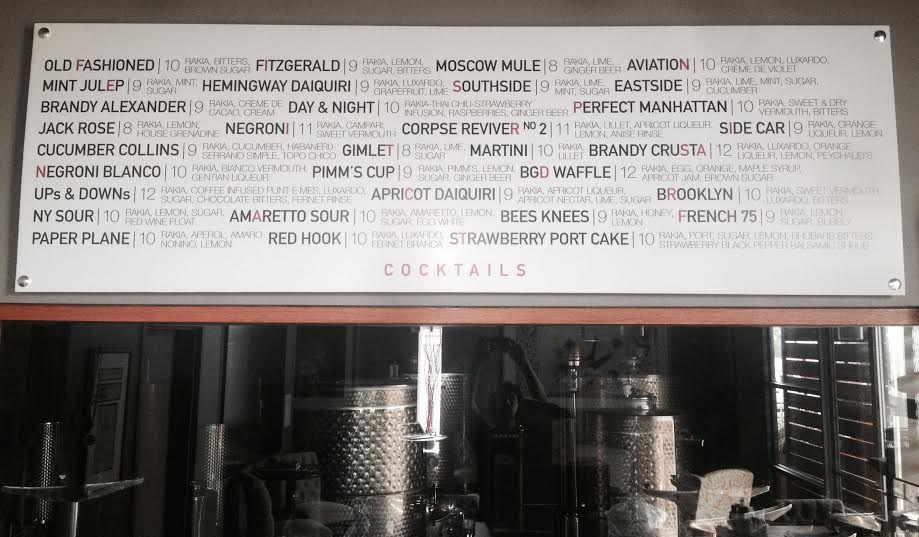 OLD FASHIONED | 10 RAKIA, BITTERS, BROWN SUGAR FITZGERALD | 9 RAKIA, LEMON, SUGAR, BITTERS MOSCOW MULE | 8 RAKIA, LIME, GINGER BEER AVIATION | 10 RAKIA, LEMON, LUXARDO, CRÈME DE VIOLET
MINT JULEP | 9 RAKIA, MINT, SUGAR HEMINGWAY DAIQUIRI | 9 RAKIA, LUXARDO, GRAPEFRUIT, LIME SOUTHSIDE | 9 RAKIA, LIME, MINT, SUGAR EASTSIDE | 9 RAKIA, LIME, MINT, SUGAR, CUCUMBER
BRANDY ALEXANDER | 9 RAKIA, CREME DE CACAO, CREAM DAY & NIGHT | 10 RAKIA-THAI CHILI-STRAWBERRY INFUSION, RASPBERRIES, GINGER BEER PERFECT MANHATTAN | 10 RAKIA, SWEET & DRY VERMOUTH, BITTERS
JACK ROSE | 8 RAKIA, LEMON, HOUSE GRENADINE NEGRONI | 11 RAKIA, CAMPARI, SWEET VERMOUTH CORPSE REVIVER NO 2 | 11 RAKIA, LILLET, APRICOT LIQUEUR, LEMON, ANISE RINSE SiDE CAR | 9 RAKIA, ORANGE LIQUEUR, LEMON
CUCUMBER COLLINS | 9 RAKIA, CUCUMBER, HABANERO- SERRANO SIMPLE, TOPO CHICO GIMLET | 8 RAKIA, LIME, SUGAR MARTINI | 10 RAKIA, LILLET BRANDY CRUSTA | 12 RAKIA, ORANGE LIQUEUR, LEMON, PEYCHAUD'S
NEGRONI BLANCO | 10 RAKIA, BIANCO VERMOUTH, GENTIAN LIQUEUR PIMM'S CUP | 9 RAKIA, PIMM'S, LEMON, SUGAR, GINGER BEER BGD WAFFLE | 12 RAKIA, EGG, ORANGE, MAPLE SYRUP, APRICOT JAM, BROWN SUGAR
UPs & DOWNs | 12 RAKIA, COFFEE INFUSED PUNT E MES, LUXARDO, SUGAR, CHOCOLATE BITTERS, FERNET RINSE APRICOT DAIQUIRI | 9 RAKIA, APRICOT LIQUEUR, APRICOT NECTAR, LIME, SUGAR BROOKLYN | 10 RAKIA, SWEET VERMOUTH, LUXARDO, BITTERS
NY SOUR | 10 RAKIA, LEMON, SUGAR, RED WINE FLOAT AMARETTO SOUR | 10 RAKIA, AMARETTO, LEMON, SUGAR, EGG WHITE BEES KNEES | 9 RAKIA, HONEY, LEMON FRENCH 75 | 9 RAKIA, LEMON, SUGAR, BUBBLY
PAPER PLANE | 10 RAKIA, APEROL, AMARO NONINO, LEMON RED HOOK | 10 RAKIA, LUXARDO, FERNET BRANCA STRAWBERRY PORT CAKE | 10 RAKIA, PORT, SUGAR, LEMON, RHUBARB BITTERS, STRAWBERRY BLACK PEPPER BALSAMIC SHRUB
COCKTAILS